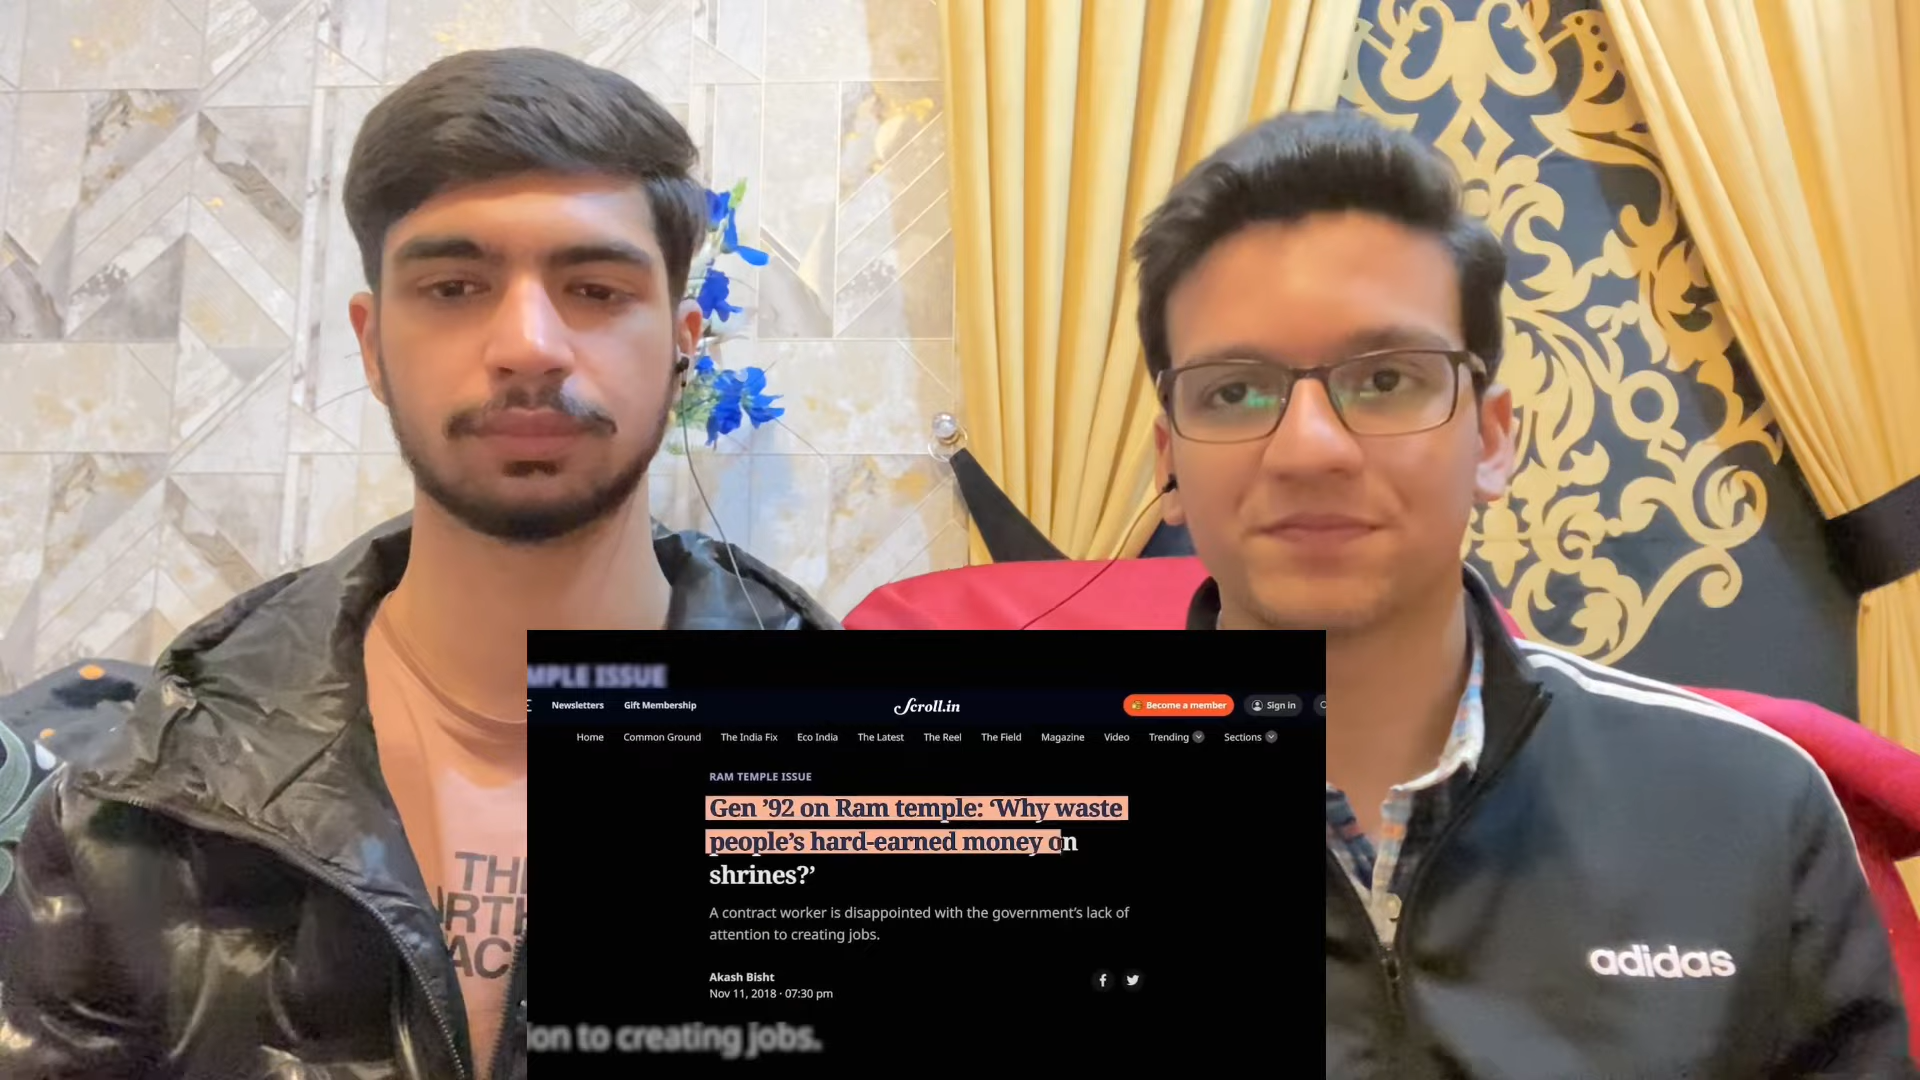 MPLE ISSUE
Newsletters Gift Membership Scroll.in Become a member Sign in
Home Common Ground The India Fix Eco India The Latest The Reel The Field Magazine Video Trending Sections
RAM TEMPLE ISSUE
Gen ’92 on Ram temple: ‘Why waste
people’s hard-earned money on
shrines?’
A contract worker is disappointed with the government’s lack of
attention to creating jobs.
Akash Bisht
Nov 11, 2018 · 07:30 pm
ion to creating jobs.
TH
RTH
AC
adidas